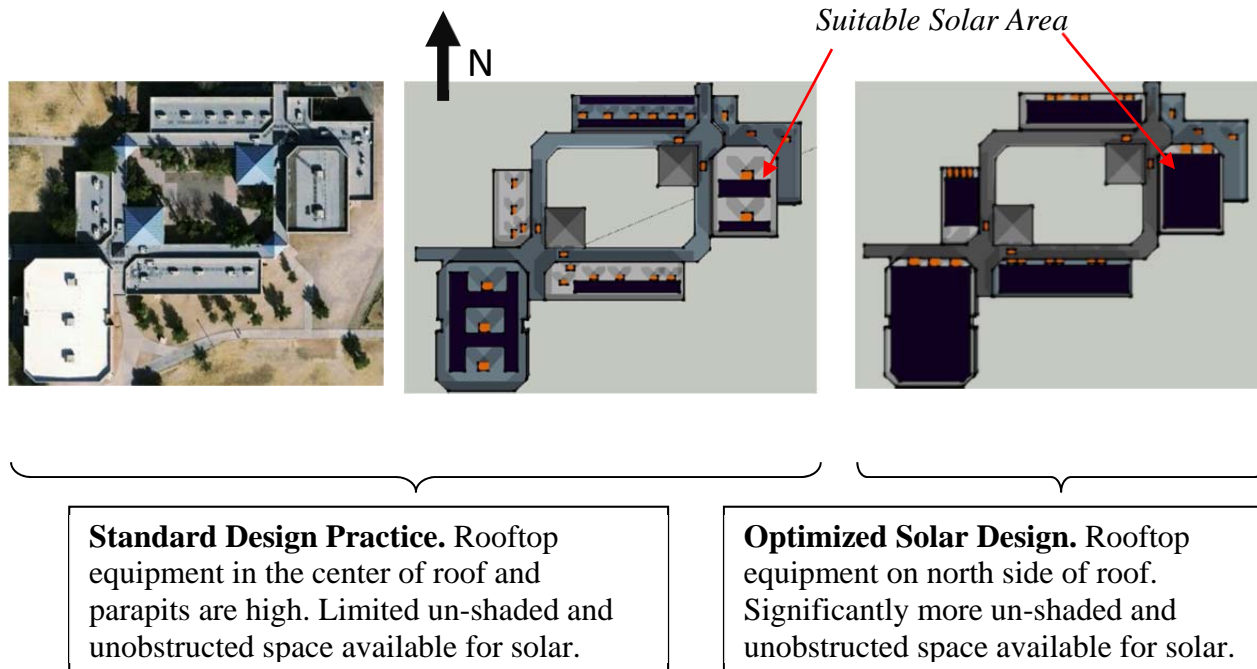 Suitable Solar Area
N
Standard Design Practice. Rooftop
equipment in the center of roof and
parapits are high. Limited un-shaded and
unobstructed space available for solar.
Optimized Solar Design. Rooftop
equipment on north side of roof.
Significantly more un-shaded and
unobstructed space available for solar.